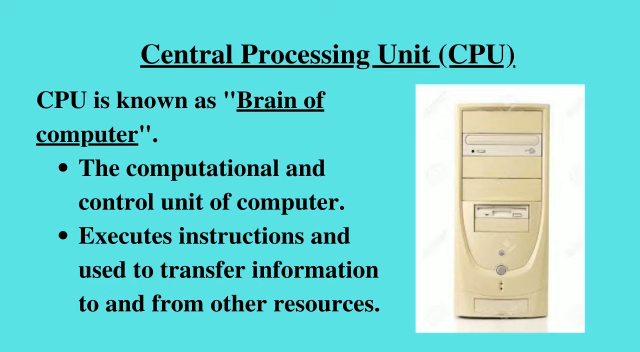 Central Processing Unit (CPU)
CPU is known as "Brain of
computer".
• The computational and
control unit of computer.
• Executes instructions and
used to transfer information
to and from other resources.